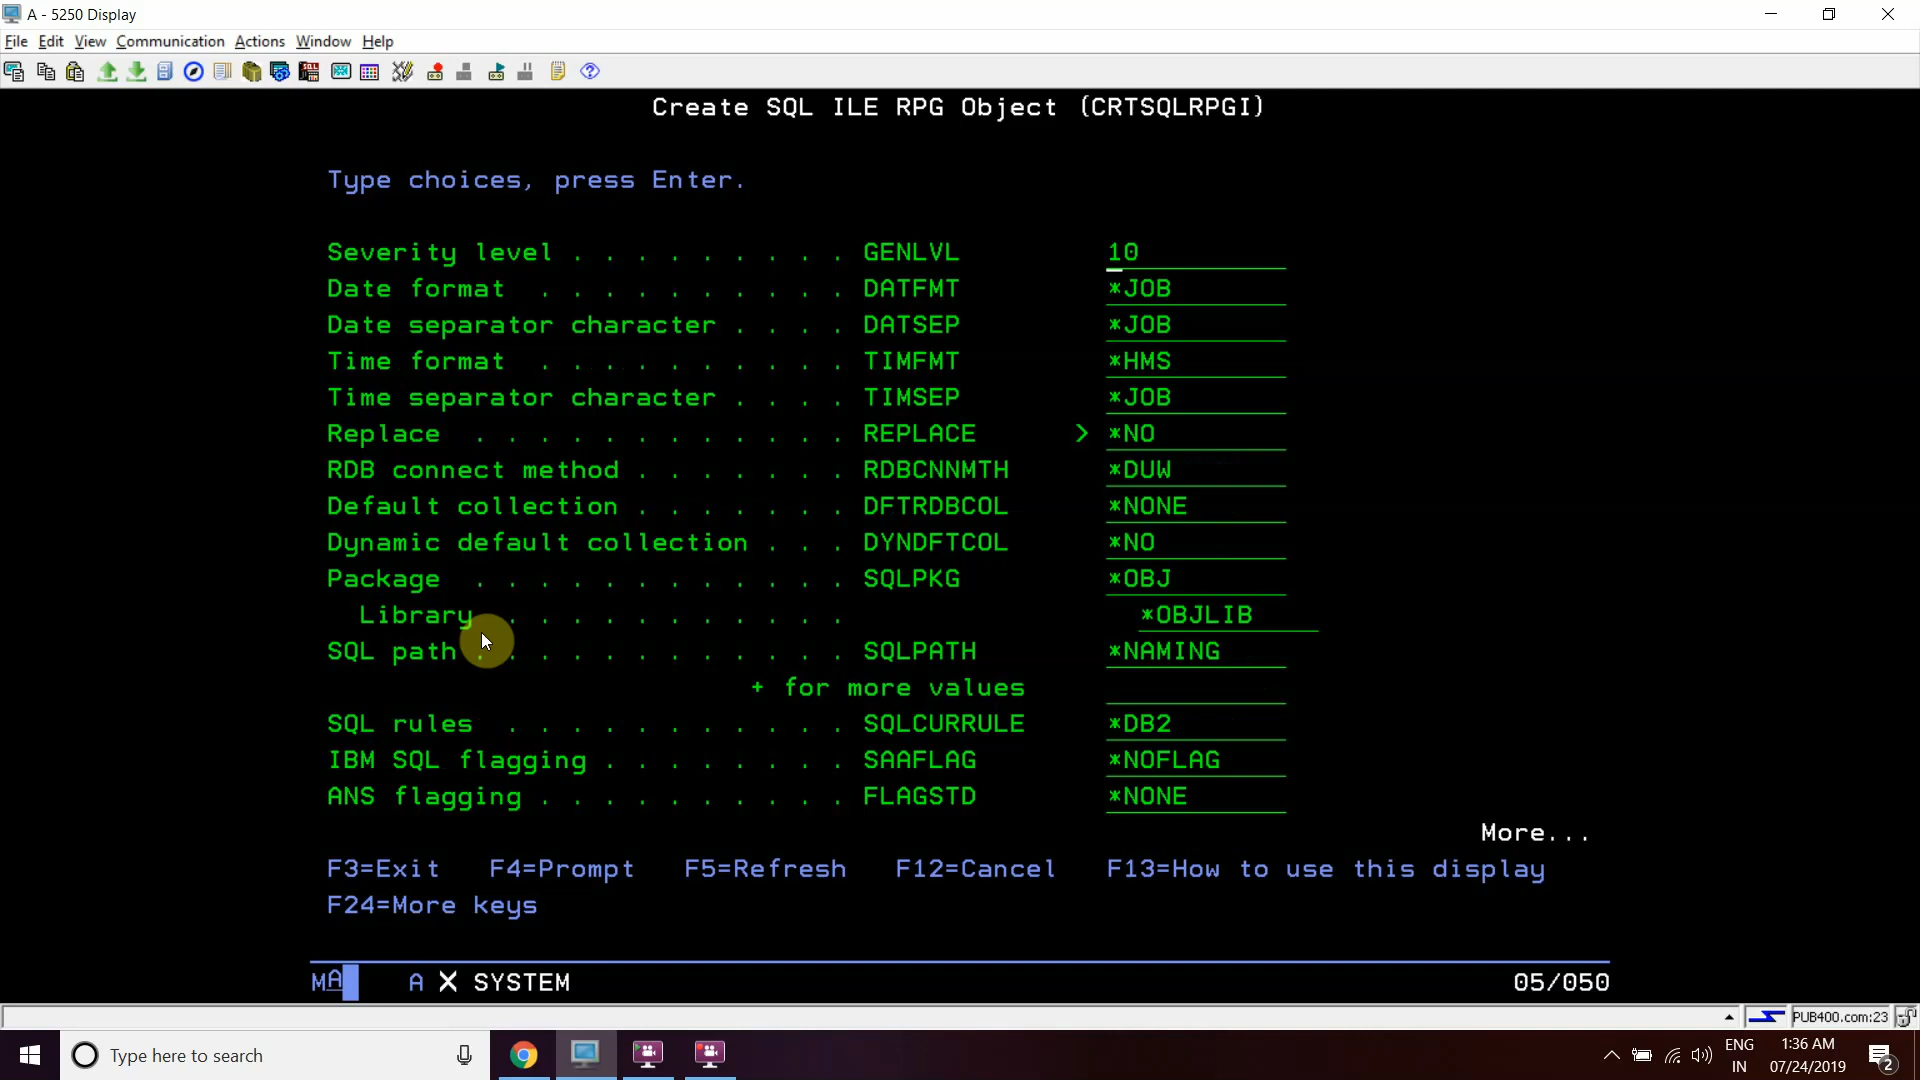 A - 5250 Display
File Edit View Communication Actions Window Help
Create SQL ILE RPG Object (CRTSQLRPGI)
Type choices, press Enter.
Severity level . . . . . . . . . GENLVL 10
Date format . . . . . . . . . . DATFMT *JOB
Date separator character . . . . DATSEP *JOB
Time format . . . . . . . . . . TIMFMT *HMS
Time separator character . . . . TIMSEP *JOB
Replace . . . . . . . . . . . . REPLACE > *NO
RDB connect method . . . . . . . RDBCNNMTH *DUW
Default collection . . . . . . . DFTRDBCOL *NONE
Dynamic default collection . . . DYNDFTCOL *NO
Package . . . . . . . . . . . . SQLPKG *OBJ
Library . . . . . . . . . . . *OBJLIB
SQL path . . . . . . . . . . . . SQLPATH *NAMING
+ for more values
SQL rules . . . . . . . . . . . SQLCURRULE *DB2
IBM SQL flagging . . . . . . . . SAAFLAG *NOFLAG
ANS flagging . . . . . . . . . . FLAGSTD *NONE
More...
F3=Exit F4=Prompt F5=Refresh F12=Cancel F13=How to use this display
F24=More keys
MA A X SYSTEM 05/050
PUB400.com:23
Type here to search
ENG 1:36 AM
IN 07/24/2019 2